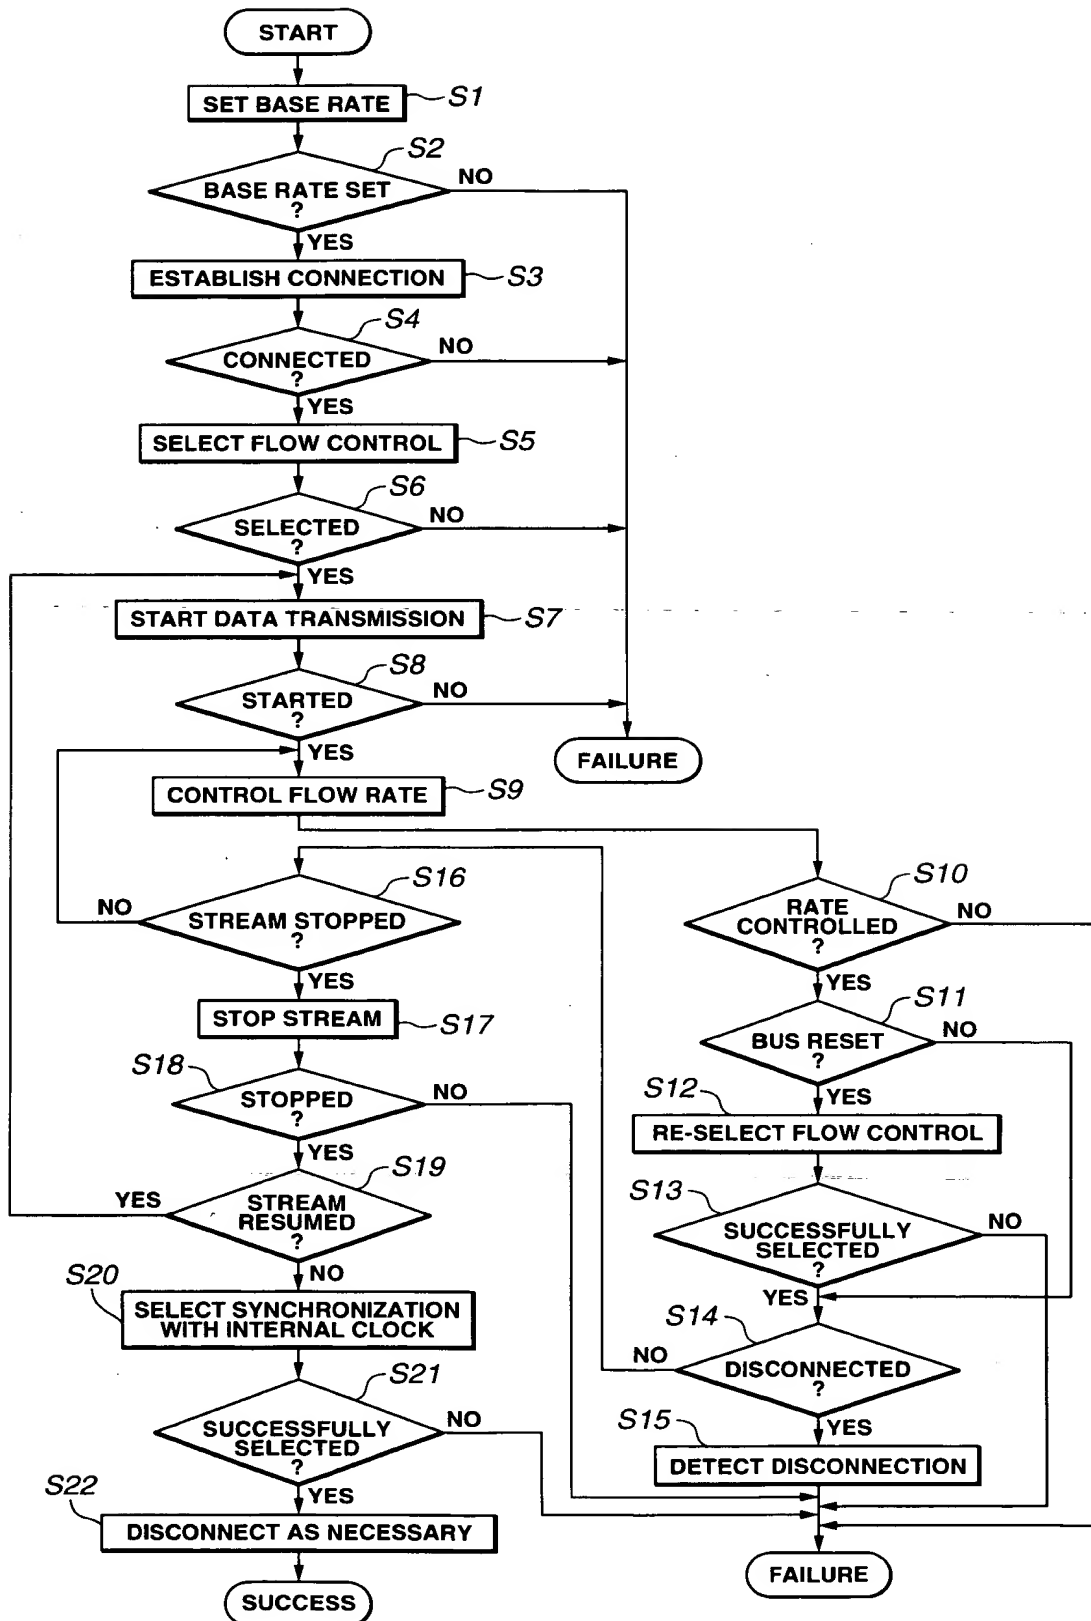 START
SET BASE RATE
S1
S2
BASE RATE SET
?
NO
YES
ESTABLISH CONNECTION
S3
S4
CONNECTED
?
NO
YES
SELECT FLOW CONTROL
S5
S6
SELECTED
?
NO
YES
START DATA TRANSMISSION
S7
S8
STARTED
?
NO
YES
FAILURE
CONTROL FLOW RATE
S9
S16
STREAM STOPPED
?
NO
YES
STOP STREAM
S17
S18
STOPPED
?
NO
YES
S19
STREAM
RESUMED
?
YES
NO
S20
SELECT SYNCHRONIZATION
WITH INTERNAL CLOCK
S21
SUCCESSFULLY
SELECTED
?
NO
YES
S22
DISCONNECT AS NECESSARY
SUCCESS
S10
RATE
CONTROLLED
?
NO
YES
S11
BUS RESET
?
NO
YES
S12
RE-SELECT FLOW CONTROL
S13
SUCCESSFULLY
SELECTED
?
NO
YES
S14
DISCONNECTED
?
NO
YES
S15
DETECT DISCONNECTION
FAILURE